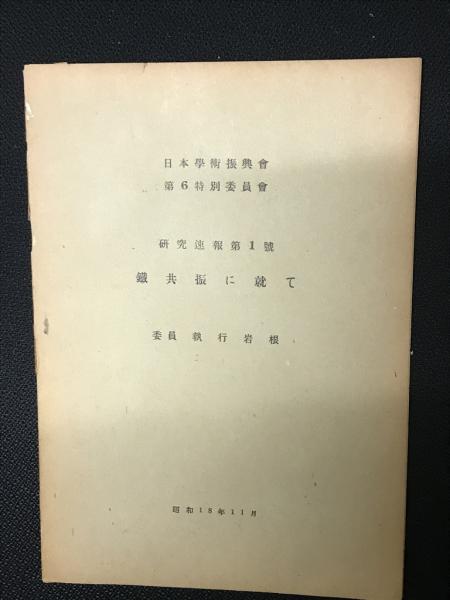 日本學術振興會
第6特別委員會
研究速報第1號
鐵共振に就て
委員 執行岩根
昭和18年11月